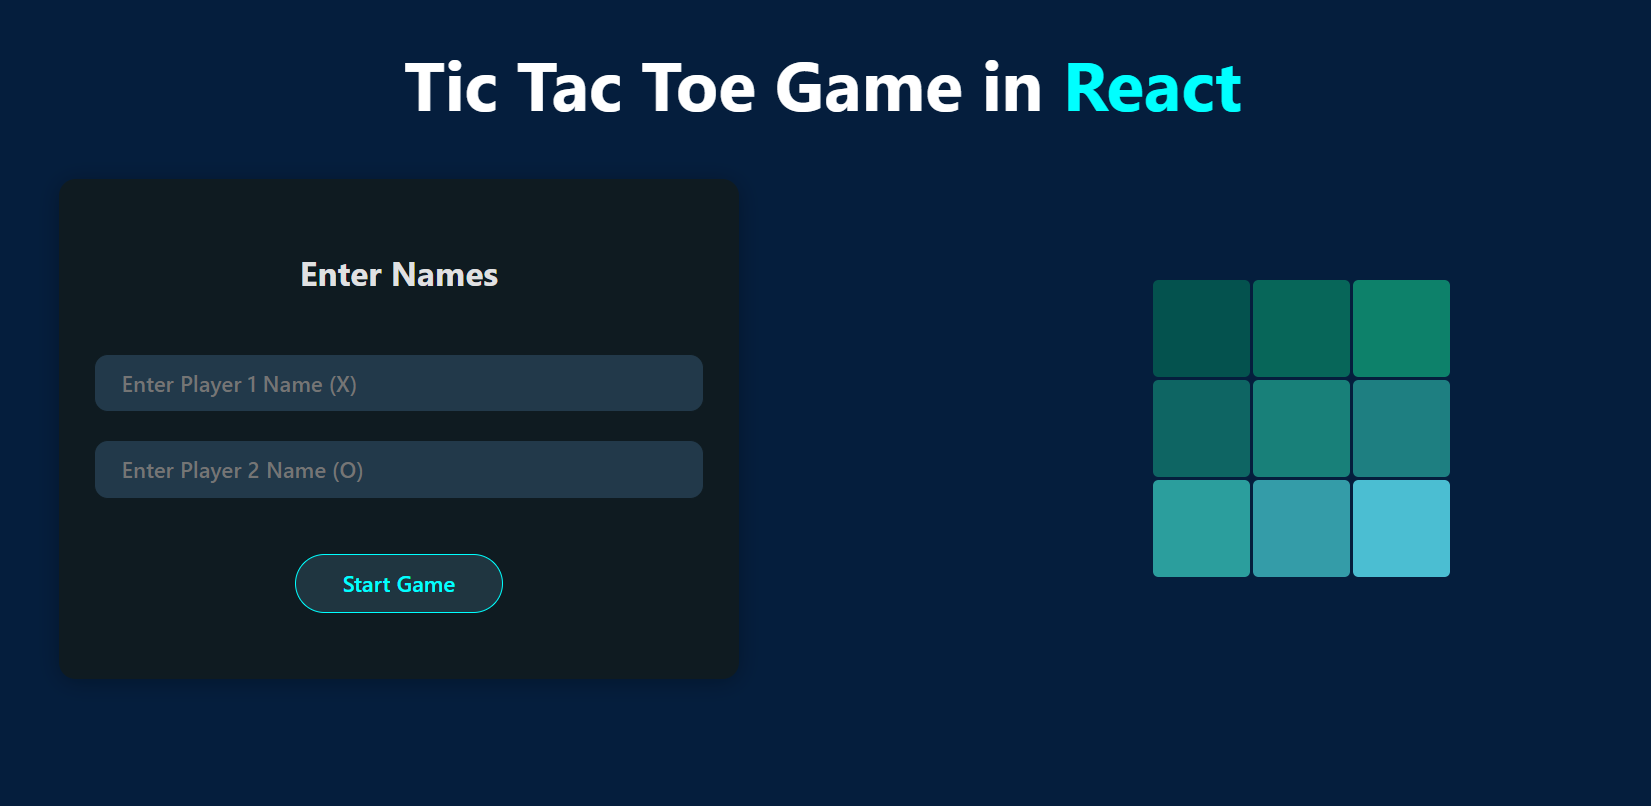 Tic Tac Toe Game in React
Enter Names
Enter Player 1 Name (X)
Enter Player 2 Name (O)
Start Game